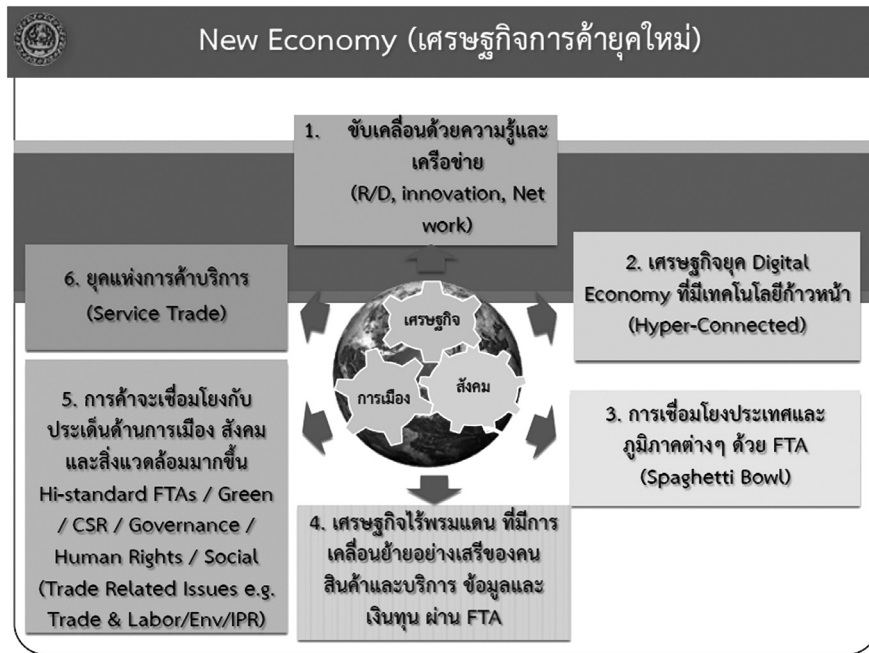 New Economy (เศรษฐกิจการค้ายุคใหม่)
1. ขับเคลื่อนด้วยความรู้และ
เครือข่าย
(R/D, innovation, Net
work)
2. เศรษฐกิจยุค Digital
Economy ที่มีเทคโนโลยีก้าวหน้า
(Hyper-Connected)
3. การเชื่อมโยงประเทศและ
ภูมิภาคต่างๆ ด้วย FTA
(Spaghetti Bowl)
4. เศรษฐกิจไร้พรมแดน ที่มีการ
เคลื่อนย้ายอย่างเสรีของคน
สินค้าและบริการ ข้อมูลและ
เงินทุน ผ่าน FTA
5. การค้าจะเชื่อมโยงกับ
ประเด็นด้านการเมือง สังคม
และสิ่งแวดล้อมมากขึ้น
Hi-standard FTAs / Green
/ CSR / Governance /
Human Rights / Social
(Trade Related Issues e.g.
Trade & Labor/Env/IPR)
6. ยุคแห่งการค้าบริการ
(Service Trade)
เศรษฐกิจ
การเมือง
สังคม